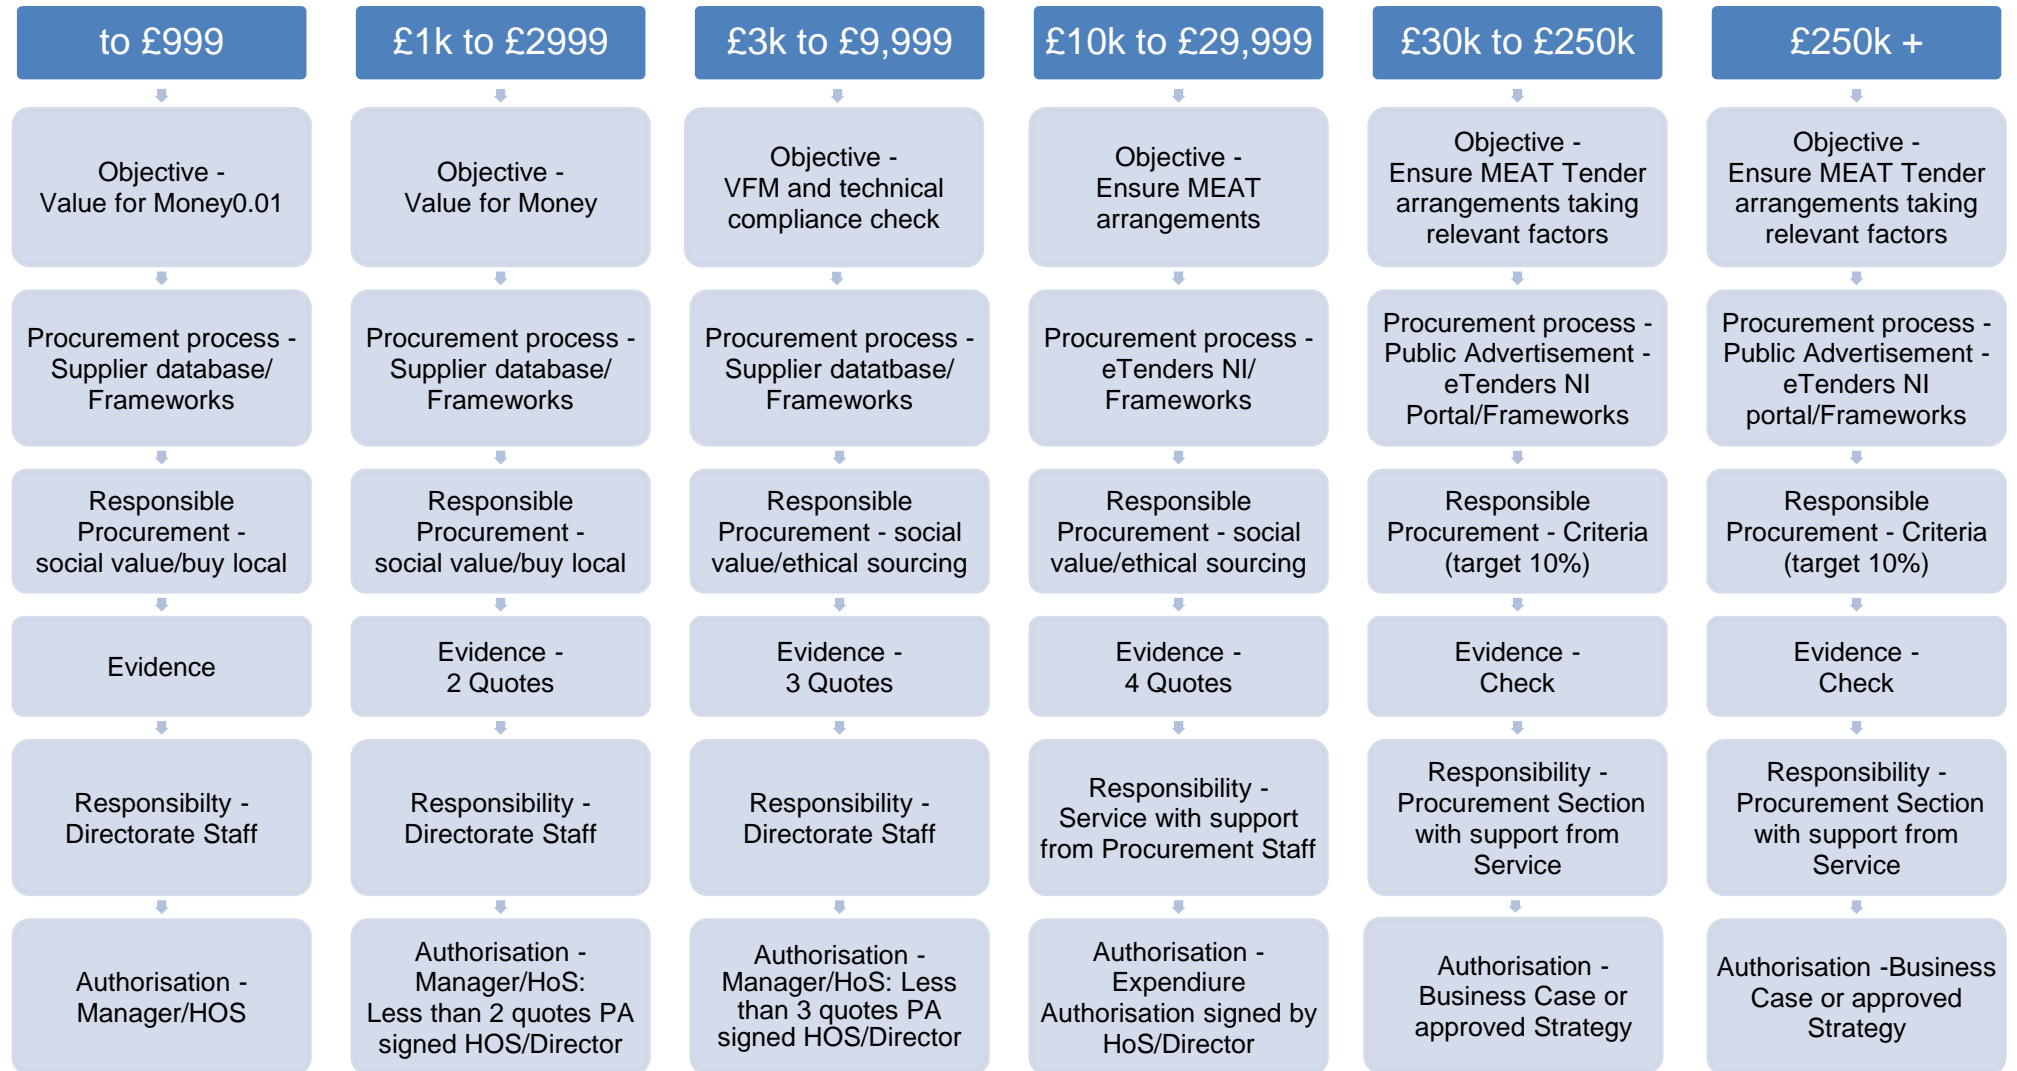 to £999
£1k to £2999
£3k to £9,999
£10k to £29,999
£30k to £250k
£250k +
Objective -
Value for Money0.01
Objective -
Value for Money
Objective -
VFM and technical
compliance check
Objective -
Ensure MEAT
arrangements
Objective -
Ensure MEAT Tender
arrangements taking
relevant factors
Objective -
Ensure MEAT Tender
arrangements taking
relevant factors
Procurement process -
Supplier database/
Frameworks
Procurement process -
Supplier database/
Frameworks
Procurement process -
Supplier datatbase/
Frameworks
Procurement process -
eTenders NI/
Frameworks
Procurement process -
Public Advertisement -
eTenders NI
Portal/Frameworks
Procurement process -
Public Advertisement -
eTenders NI
portal/Frameworks
Responsible
Procurement -
social value/buy local
Responsible
Procurement -
social value/buy local
Responsible
Procurement - social
value/ethical sourcing
Responsible
Procurement - social
value/ethical sourcing
Responsible
Procurement - Criteria
(target 10%)
Responsible
Procurement - Criteria
(target 10%)
Evidence
Evidence -
2 Quotes
Evidence -
3 Quotes
Evidence -
4 Quotes
Evidence -
Check
Evidence -
Check
Responsibilty -
Directorate Staff
Responsibility -
Directorate Staff
Responsibility -
Directorate Staff
Responsibility -
Service with support
from Procurement Staff
Responsibility -
Procurement Section
with support from
Service
Responsibility -
Procurement Section
with support from
Service
Authorisation -
Manager/HOS
Authorisation -
Manager/HoS:
Less than 2 quotes PA
signed HOS/Director
Authorisation -
Manager/HoS: Less
than 3 quotes PA
signed HOS/Director
Authorisation -
Expendiure
Authorisation signed by
HoS/Director
Authorisation -
Business Case or
approved Strategy
Authorisation -Business
Case or approved
Strategy